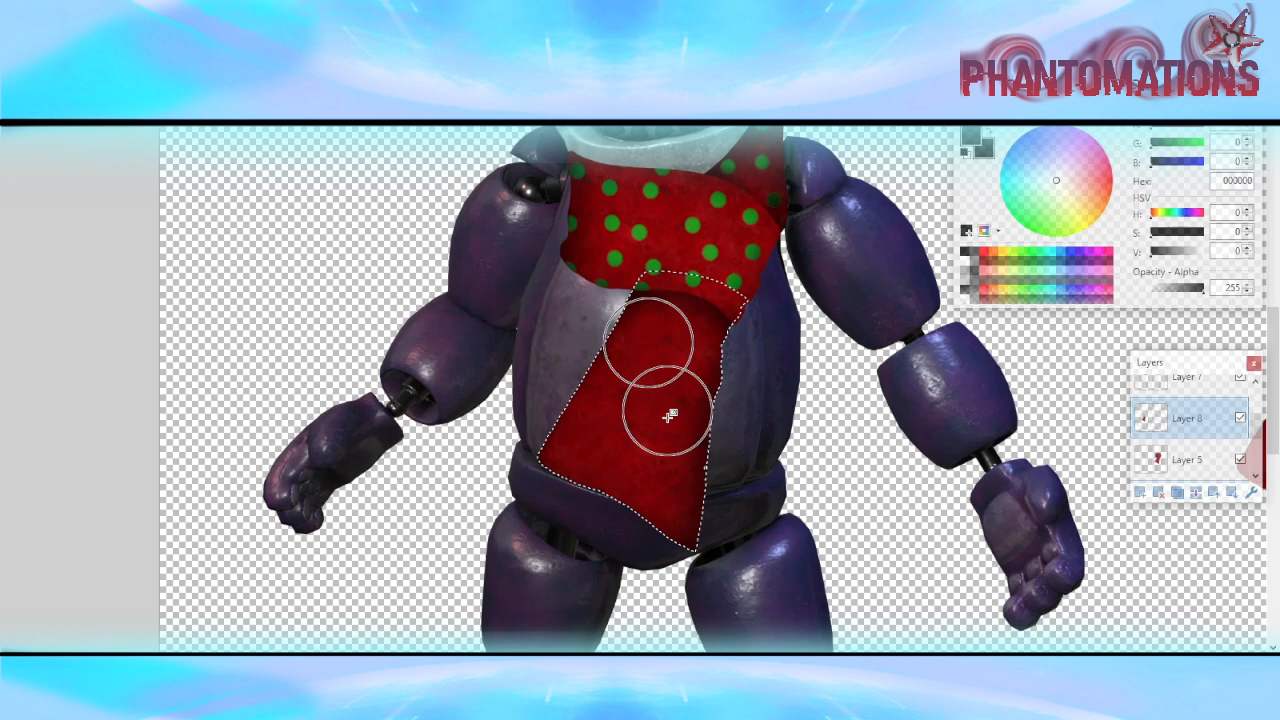 PHANTOMATIONS
G: 0
B: 0
Hex: 000000
HSV
H: 0
S: 0
V: 0
Opacity - Alpha
255
Layers
Layer 7
Layer 8
Layer 5